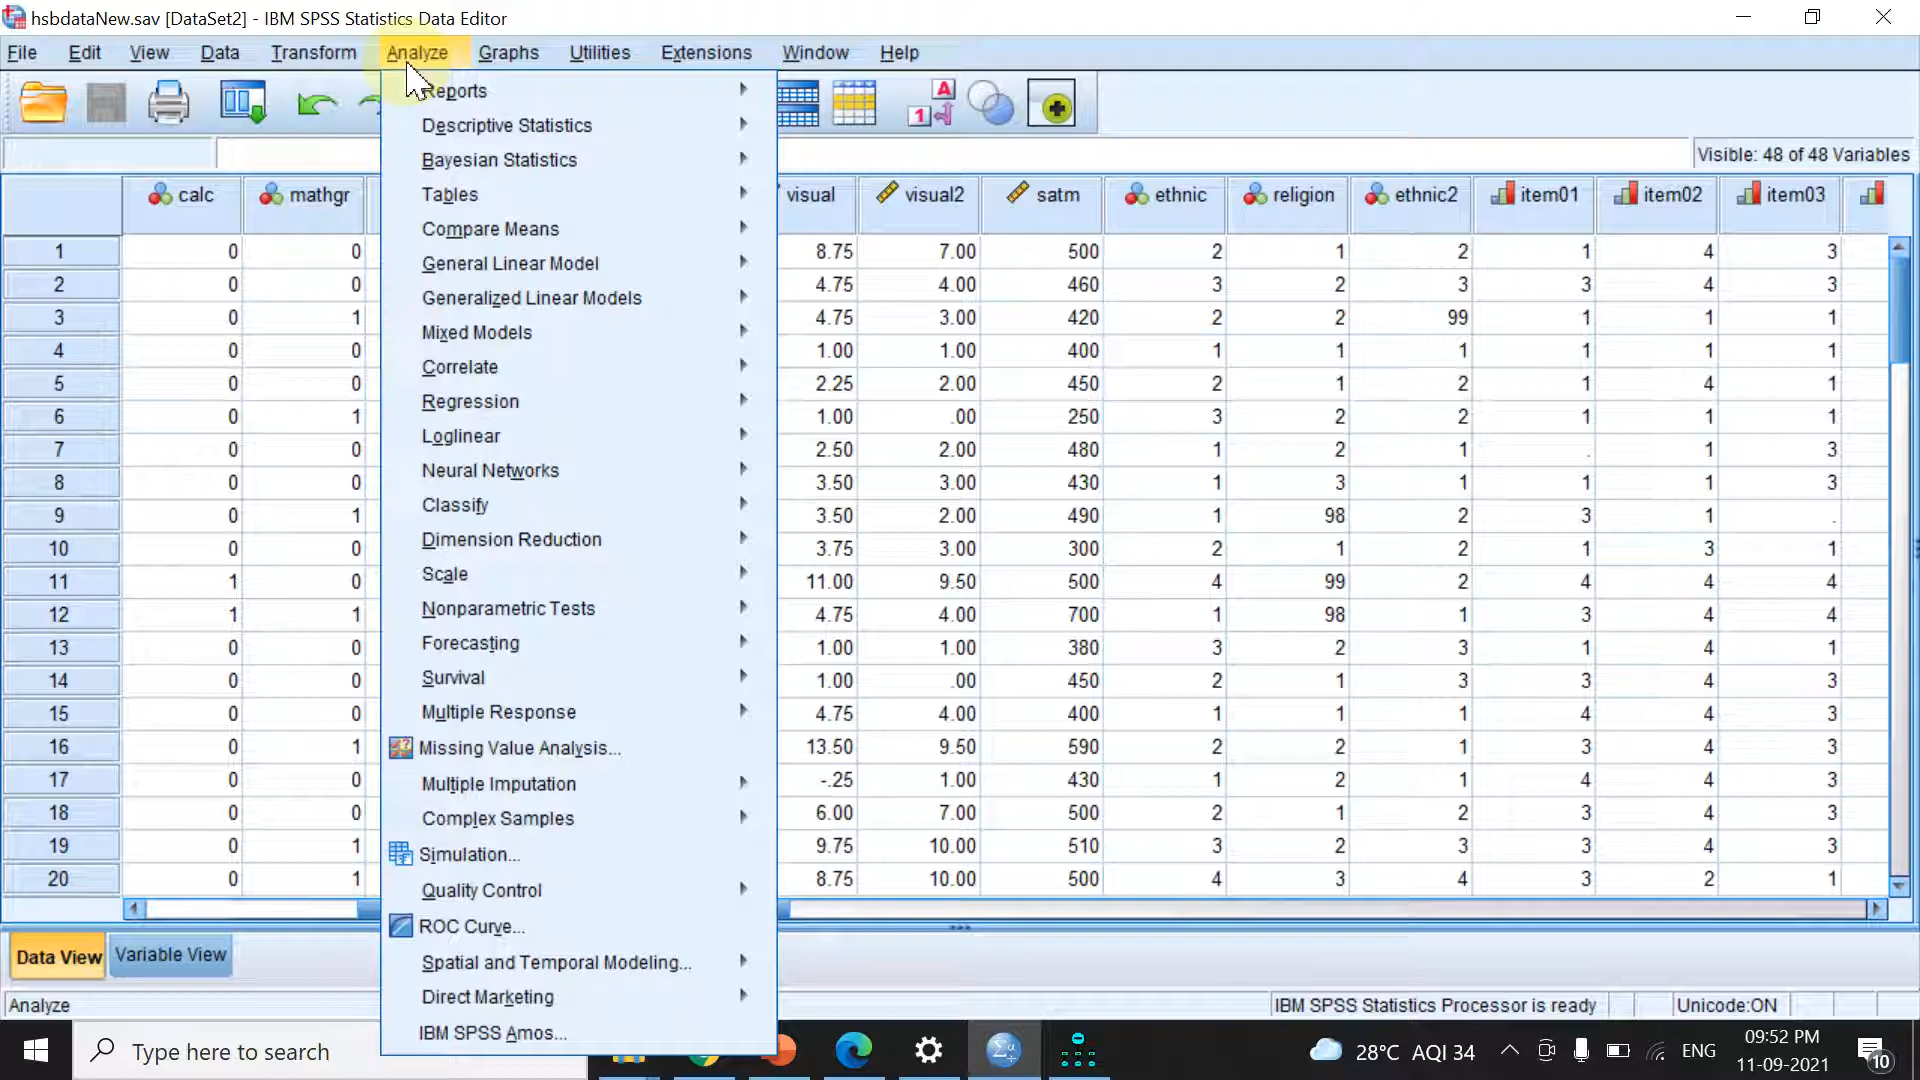 hsbdataNew.sav [DataSet2] - IBM SPSS Statistics Data Editor
File Edit View Data Transform Analyze Graphs Utilities Extensions Window Help
Reports
Descriptive Statistics
Bayesian Statistics
Tables
Compare Means
General Linear Model
Generalized Linear Models
Mixed Models
Correlate
Regression
Loglinear
Neural Networks
Classify
Dimension Reduction
Scale
Nonparametric Tests
Forecasting
Survival
Multiple Response
Missing Value Analysis...
Multiple Imputation
Complex Samples
Simulation...
Quality Control
ROC Curve...
Spatial and Temporal Modeling...
Direct Marketing
IBM SPSS Amos...
Visible: 48 of 48 Variables
calc mathgr visual visual2 satm ethnic religion ethnic2 item01 item02 item03
1 0 0 8.75 7.00 500 2 1 2 1 4 3
2 0 0 4.75 4.00 460 3 2 3 3 4 3
3 0 1 4.75 3.00 420 2 2 99 1 1 1
4 0 0 1.00 1.00 400 1 1 1 1 1 1
5 0 0 2.25 2.00 450 2 1 2 1 4 1
6 0 1 1.00 .00 250 3 2 2 1 1 1
7 0 0 2.50 2.00 480 1 2 1 . 1 3
8 0 0 3.50 3.00 430 1 3 1 1 1 3
9 0 1 3.50 2.00 490 1 98 2 3 1 .
10 0 0 3.75 3.00 300 2 1 2 1 3 1
11 1 0 11.00 9.50 500 4 99 2 4 4 4
12 1 1 4.75 4.00 700 1 98 1 3 4 4
13 0 0 1.00 1.00 380 3 2 3 1 4 1
14 0 0 1.00 .00 450 2 1 3 3 4 3
15 0 0 4.75 4.00 400 1 1 1 4 4 3
16 0 1 13.50 9.50 590 2 2 1 3 4 3
17 0 0 -.25 1.00 430 1 2 1 4 4 3
18 0 0 6.00 7.00 500 2 1 2 3 4 3
19 0 1 9.75 10.00 510 3 2 3 3 4 3
20 0 1 8.75 10.00 500 4 3 4 3 2 1
Data View Variable View
Analyze IBM SPSS Statistics Processor is ready Unicode:ON
Type here to search
28°C AQI 34 ENG
09:52 PM
11-09-2021
10